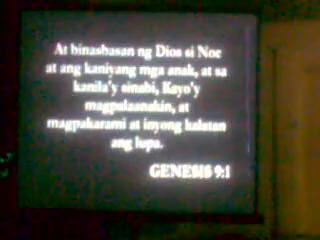 At binasbasan ng Dios si Noe
at ang kaniyang mga anak, at sa
kanila'y sinabi, Kayo'y
magpalaanakin, at
magpakarami at inyong kalatan
ang lupa.
GENESIS 9:1